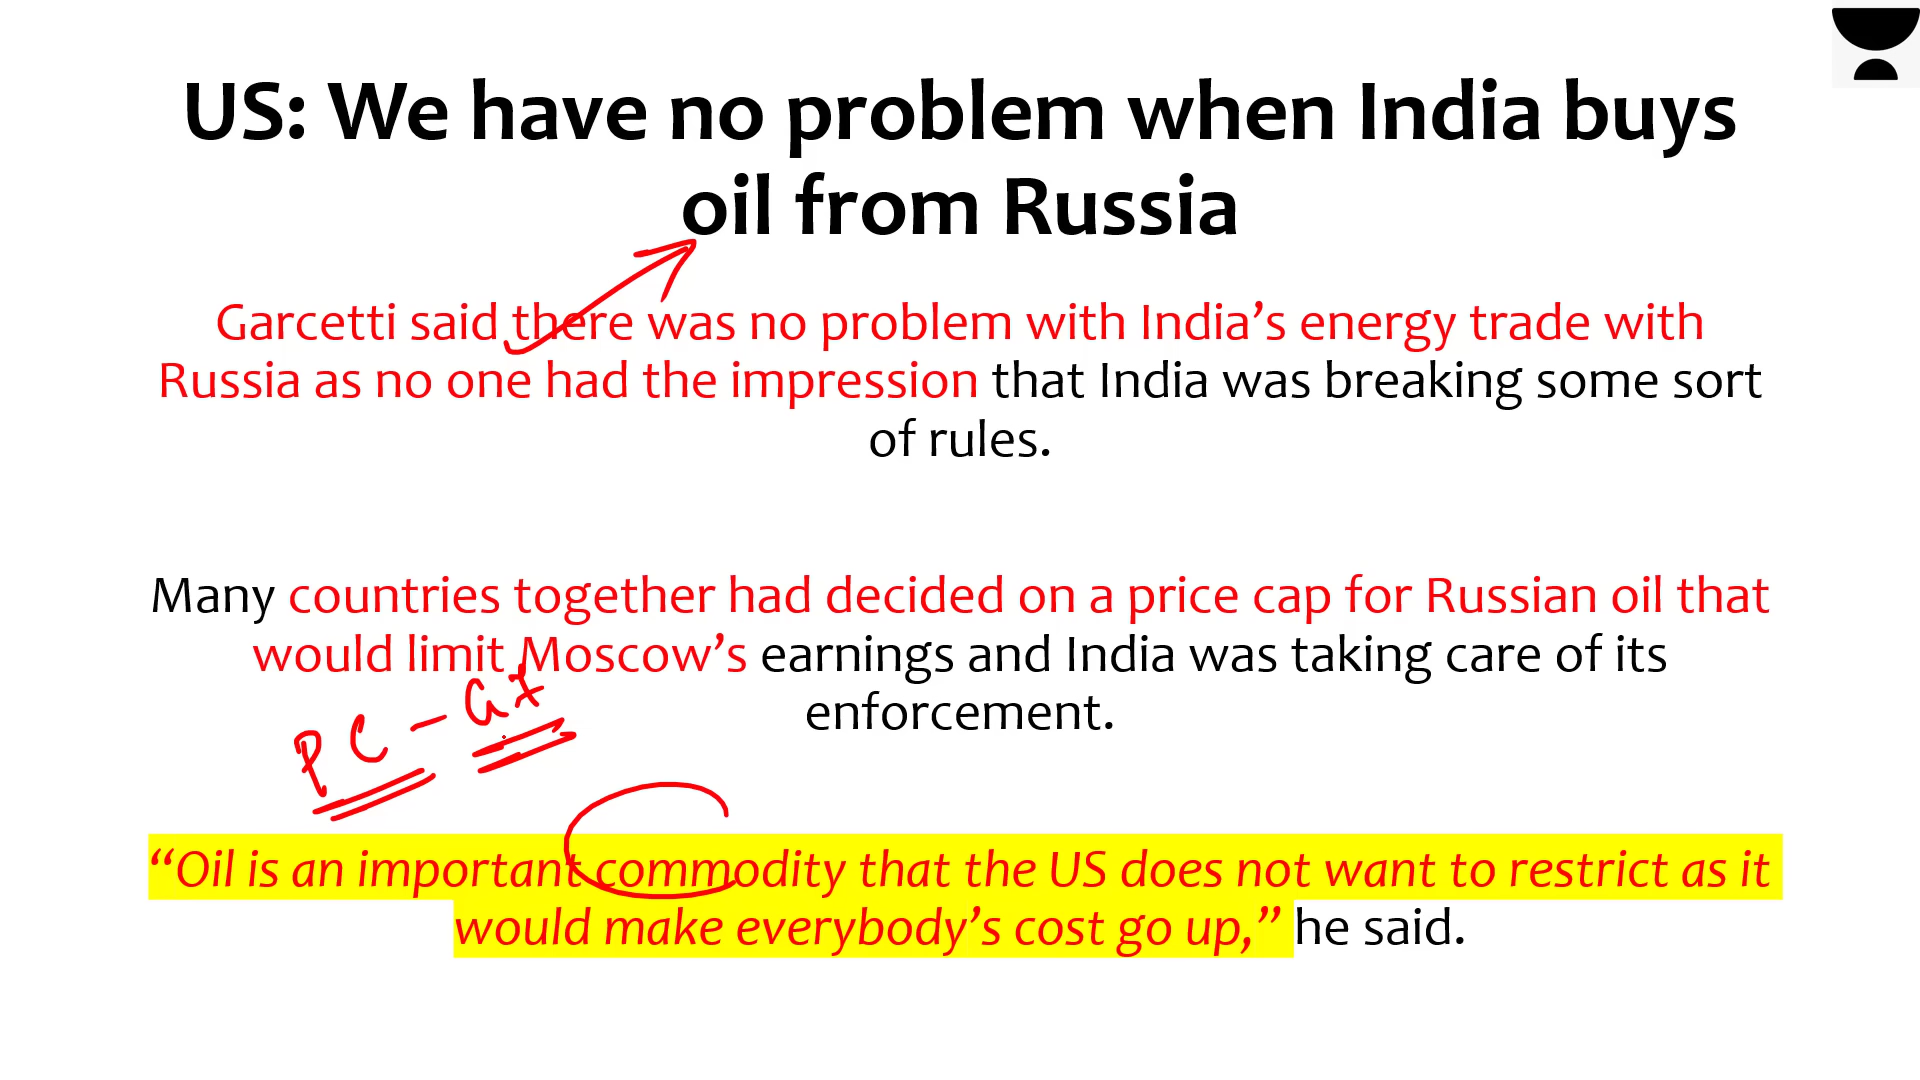 US: We have no problem when India buys
oil from Russia
Garcetti said there was no problem with India’s energy trade with
Russia as no one had the impression that India was breaking some sort
of rules.
Many countries together had decided on a price cap for Russian oil that
would limit Moscow’s earnings and India was taking care of its
enforcement.
PC - G7
“Oil is an important commodity that the US does not want to restrict as it
would make everybody’s cost go up,” he said.